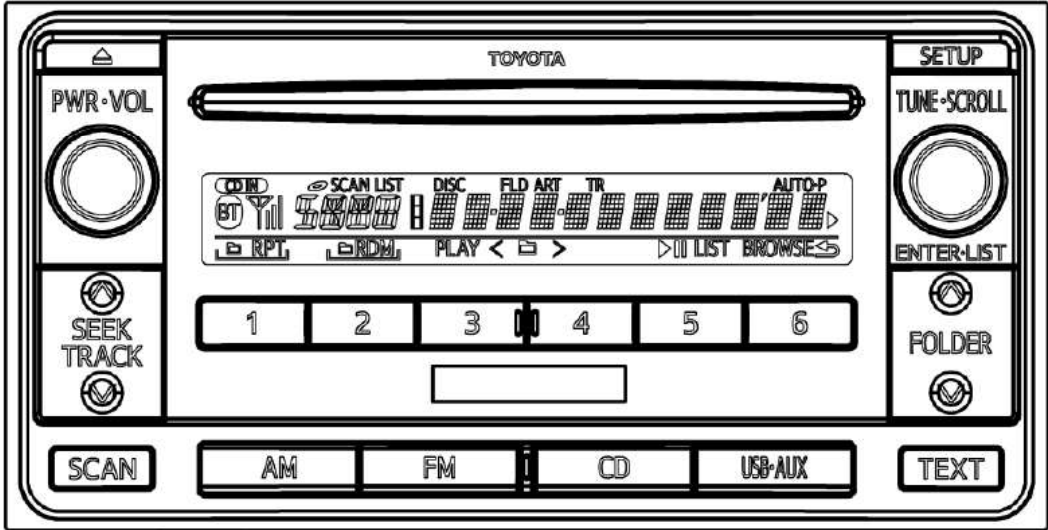 TOYOTA
SETUP
PWR·VOL
TUNE·SCROLL
CD IN SCAN LIST DISC FLD ART TR AUTO·P
BT
RPT RDM PLAY < > LIST BROWSE
ENTER·LIST
1 2 3 4 5 6
SEEK
TRACK
FOLDER
SCAN
AM FM CD USB·AUX
TEXT